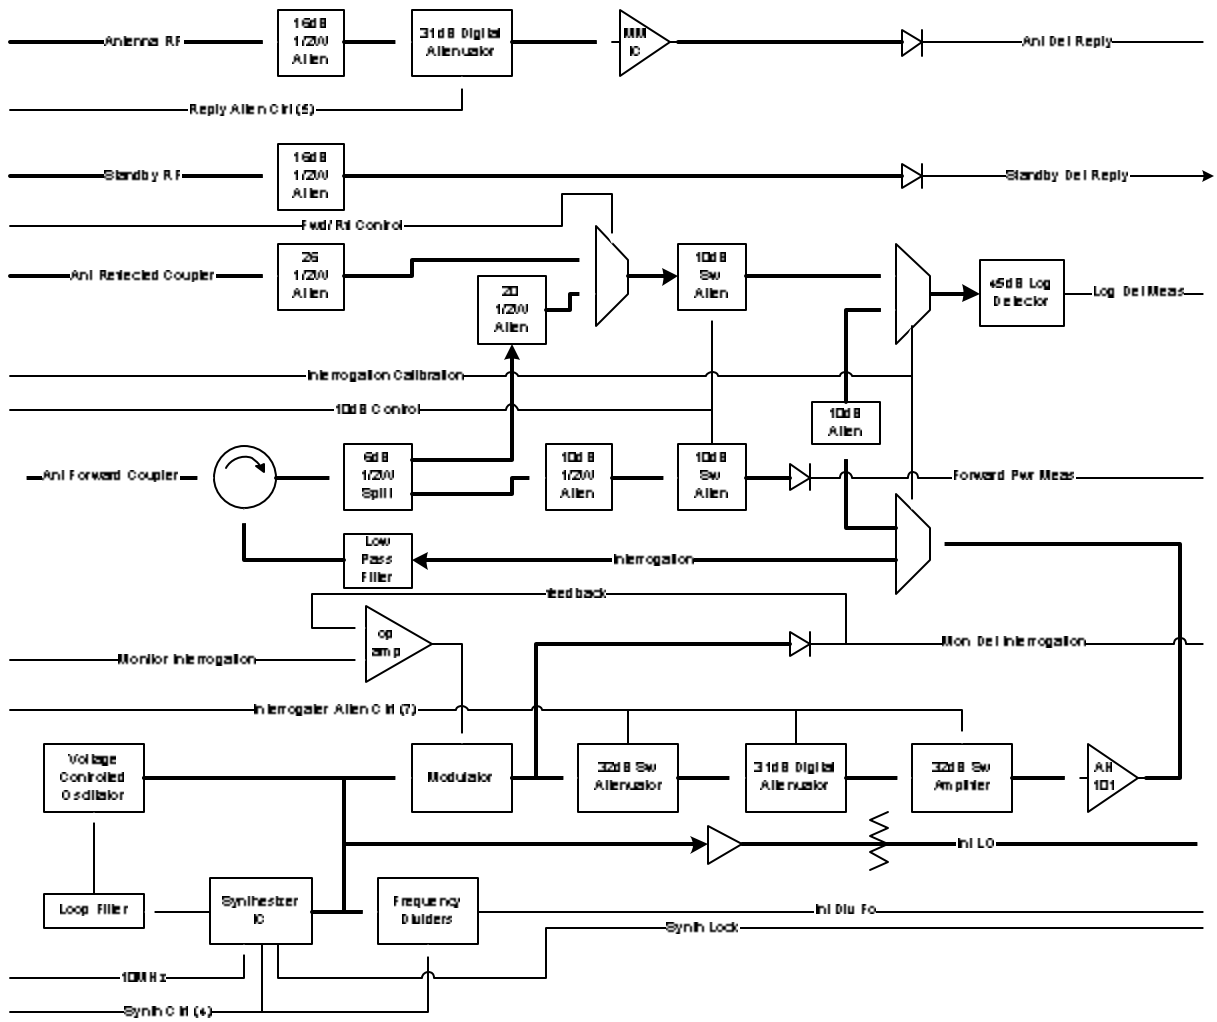 16dB
1/2W
Atten
31dB Digital
Attenuator
MM
IC
Antenna RF
Ant Det Reply
Reply Atten Ctrl (5)
16dB
1/2W
Atten
Standby RF
Standby Det Reply
Fwd/Rfl Control
26
1/2W
Atten
10dB
Sw
Atten
Ant Reflected Coupler
20
1/2W
Atten
45dB Log
Detector
Log Det Meas
Interrogation Calibration
10dB Control
10dB
Atten
Ant Forward Coupler
6dB
1/2W
Split
10dB
1/2W
Atten
10dB
Sw
Atten
Forward Pwr Meas
Low
Pass
Filter
Interrogation
feedback
op
amp
Mon Det Interrogation
Monitor Interrogation
Interrogater Atten Ctrl (7)
Voltage
Controlled
Oscillator
Modulator
32dB Sw
Attenuator
31dB Digital
Attenuator
32dB Sw
Amplifier
AH
101
Int LO
Loop Filter
Synthesizer
IC
Frequency
Dividers
Int Div Fo
Synth Lock
10MHz
Synth Ctrl (4)